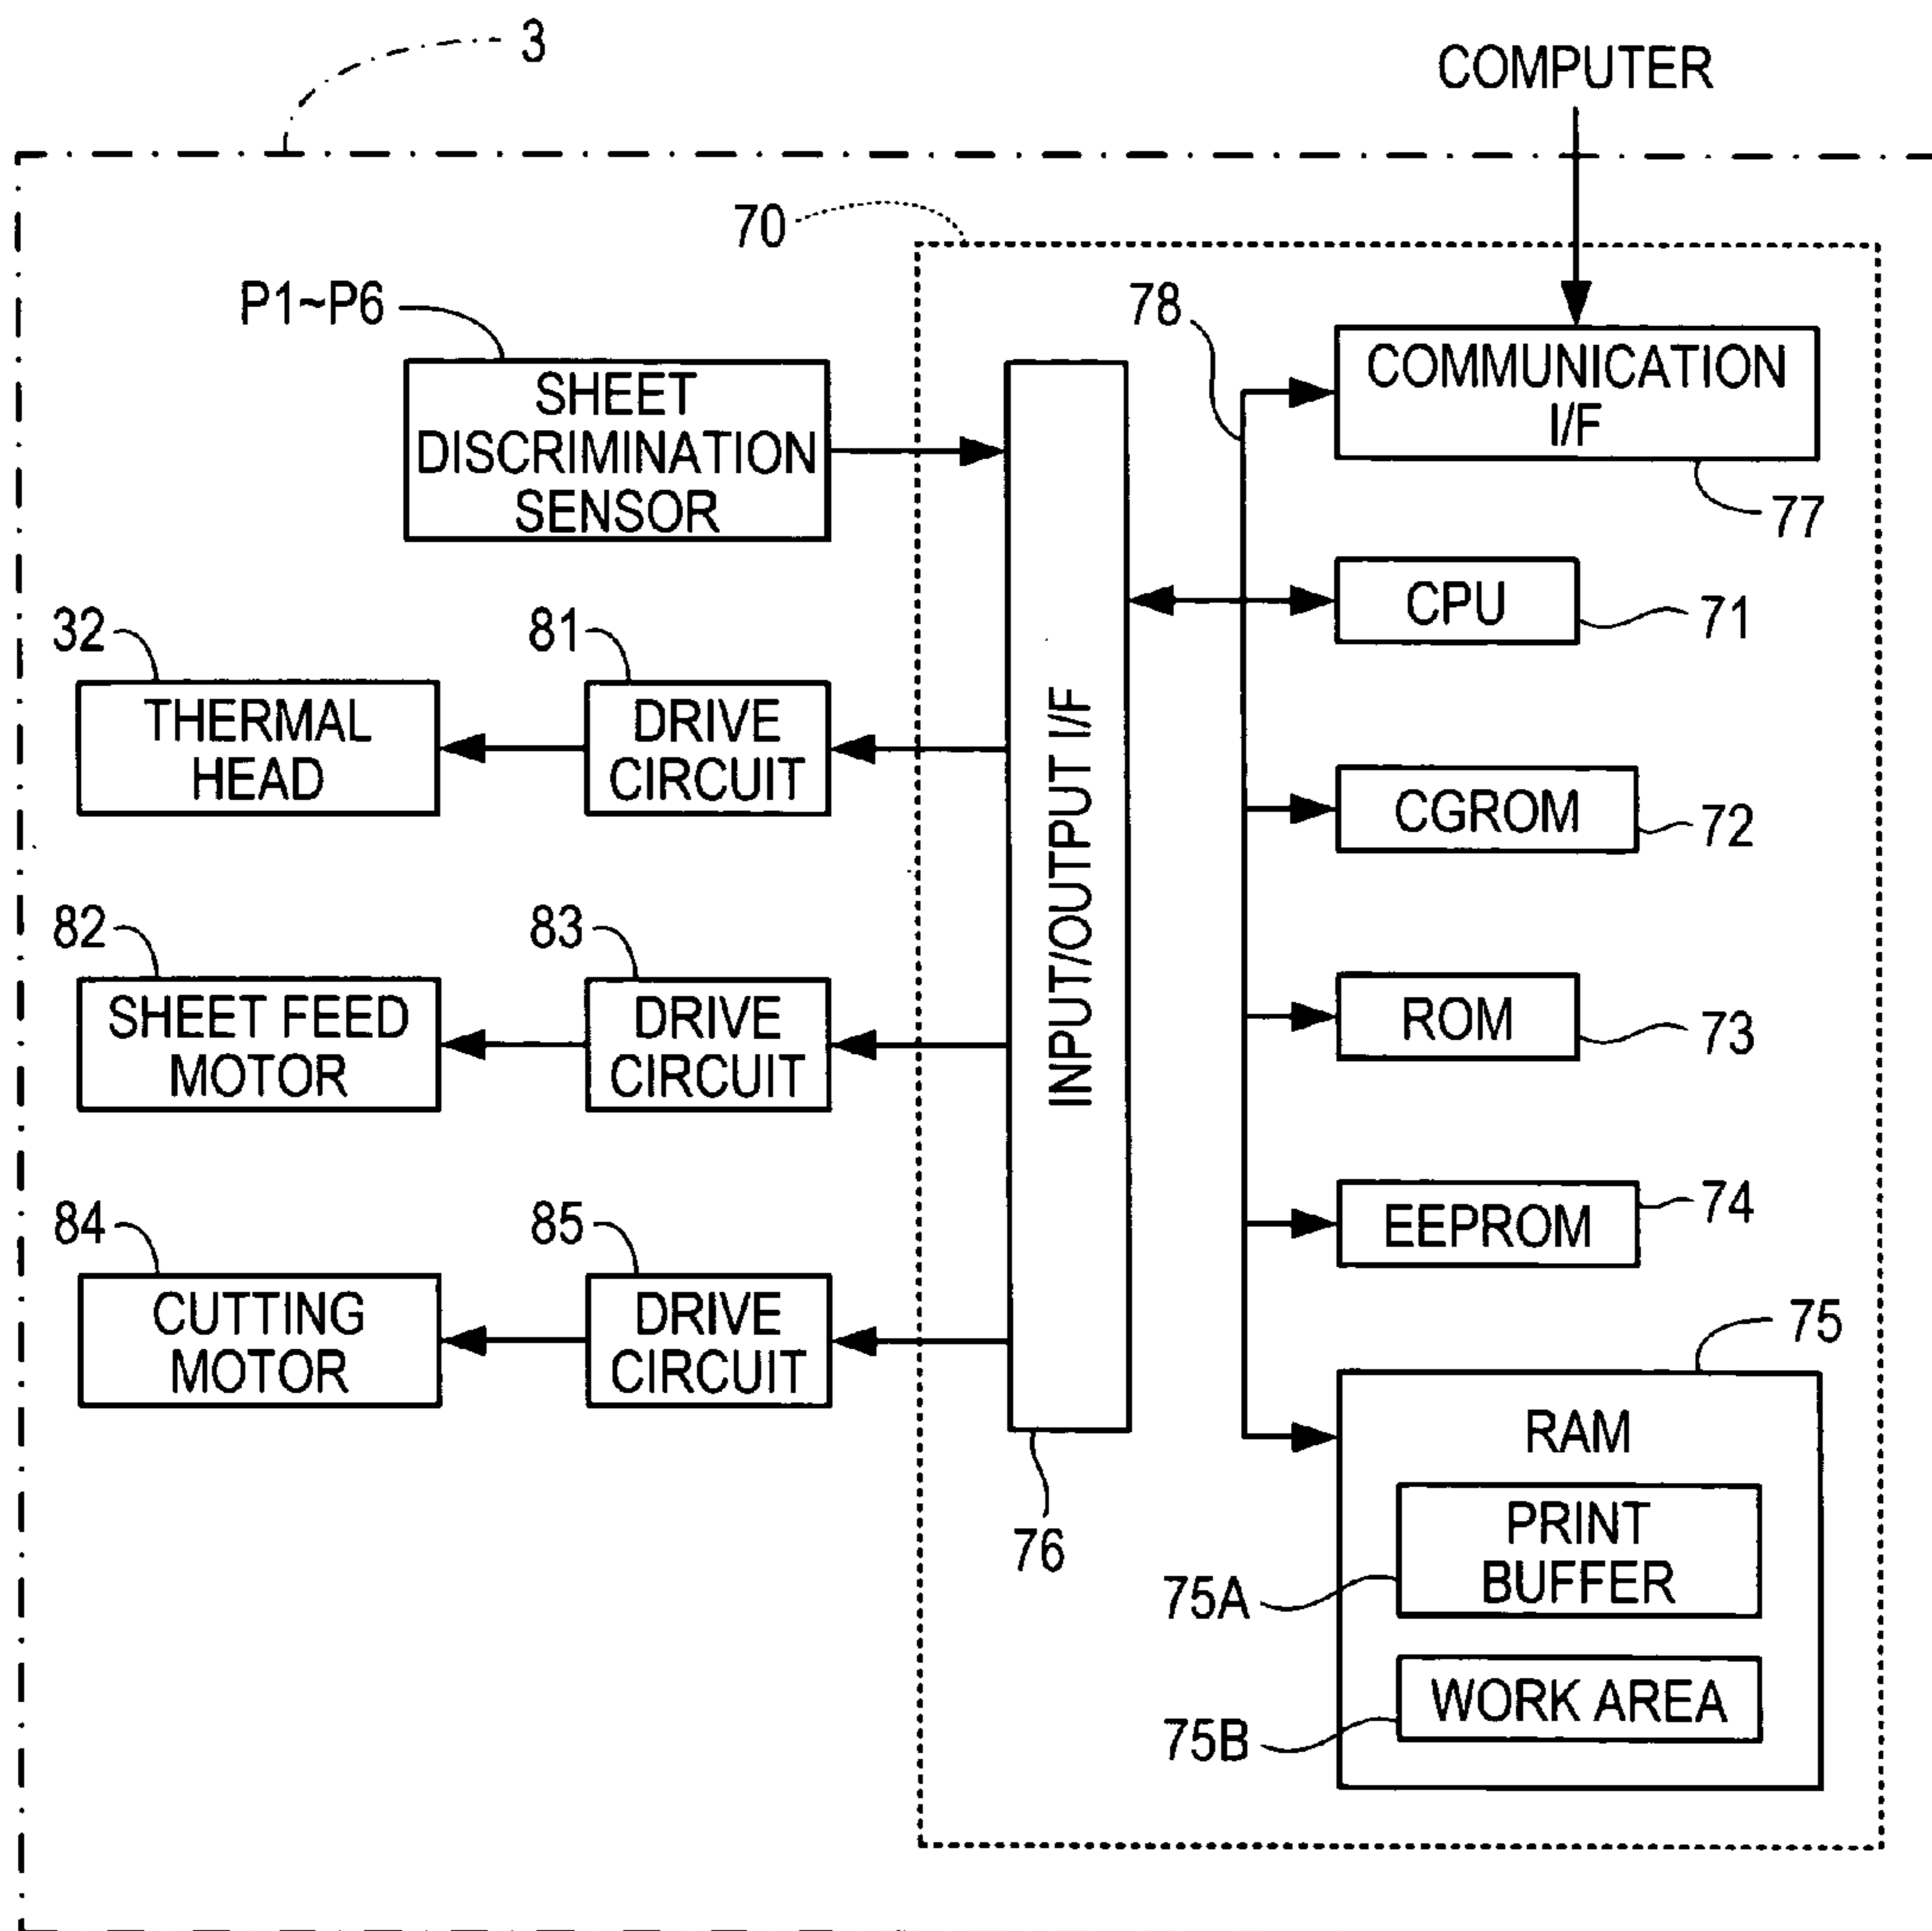 3
COMPUTER
70
P1~P6
78
SHEET
DISCRIMINATION
SENSOR
COMMUNICATION
I/F
77
CPU
71
32
81
THERMAL
HEAD
DRIVE
CIRCUIT
INPUT/OUTPUT I/F
CGROM
72
82
83
SHEET FEED
MOTOR
DRIVE
CIRCUIT
ROM
73
84
85
CUTTING
MOTOR
DRIVE
CIRCUIT
EEPROM
74
75
RAM
76
PRINT
BUFFER
75A
WORK AREA
75B